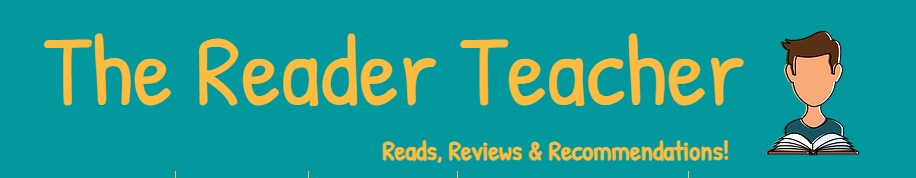 The Reader Teacher
Reads, Reviews & Recommendations!